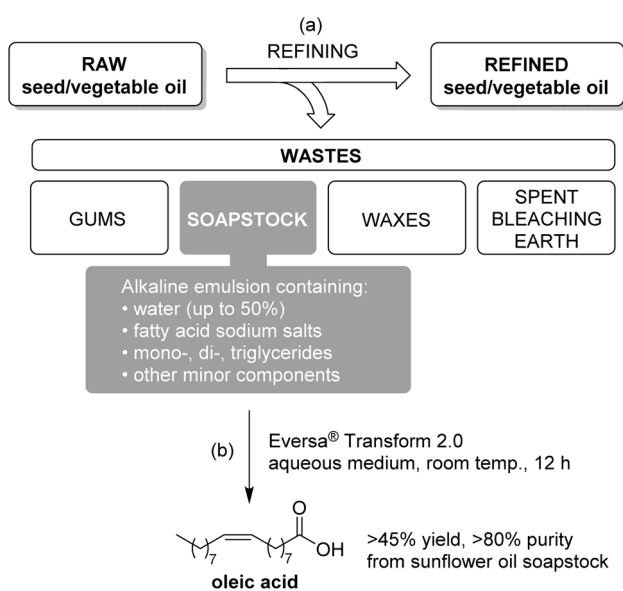 (a)
RAW
seed/vegetable oil
REFINING
REFINED
seed/vegetable oil
WASTES
GUMS
SOAPSTOCK
WAXES
SPENT
BLEACHING
EARTH
Alkaline emulsion containing:
• water (up to 50%)
• fatty acid sodium salts
• mono-, di-, triglycerides
• other minor components
(b)
Eversa® Transform 2.0
aqueous medium, room temp., 12 h
O
OH
7
7
oleic acid
>45% yield, >80% purity
from sunflower oil soapstock